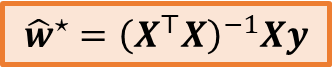 ŵ* = (X⊤X)−1Xy